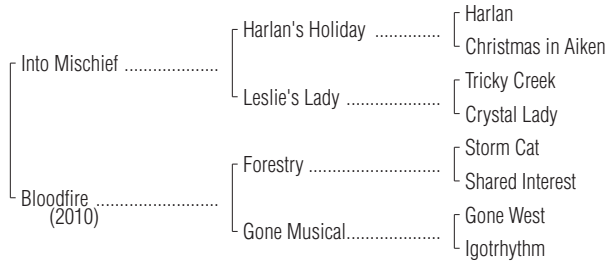 Harlan
Harlan's Holiday ..............
Christmas in Aiken
Into Mischief ....................
Tricky Creek
Leslie's Lady ....................
Crystal Lady
Storm Cat
Forestry ............................
Shared Interest
Bloodfire ..........................
(2010)
Gone West
Gone Musical....................
Igotrhythm